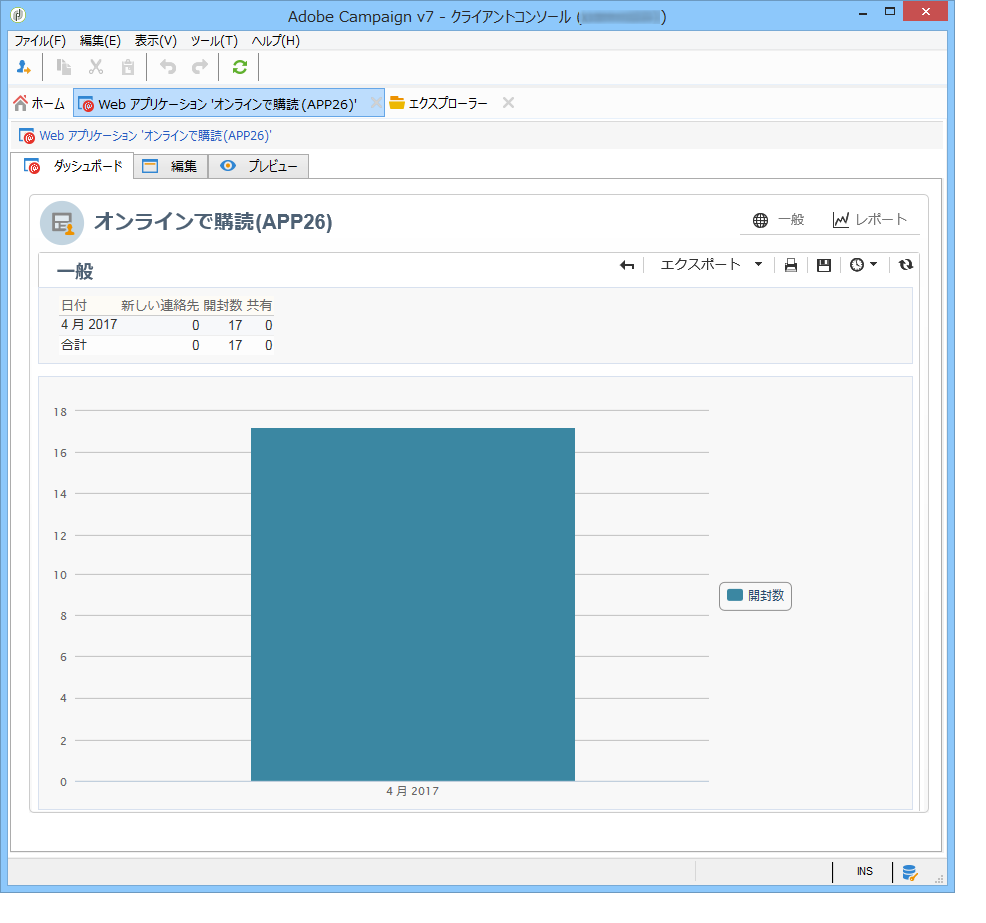 Adobe Campaign v7 - クライアントコンソール ( )
ファイル(F) 編集(E) 表示(V) ツール(T) ヘルプ(H)
ホーム Web アプリケーション 'オンラインで購読(APP26)' エクスプローラー
Web アプリケーション 'オンラインで購読(APP26)'
ダッシュボード 編集 プレビュー
オンラインで購読(APP26) 一般 レポート
一般 エクスポート
日付 新しい連絡先 開封数 共有
4 月 2017 0 17 0
合計 0 17 0
18
16
14
12
10
8
6
4
2
0
4 月 2017
開封数
INS